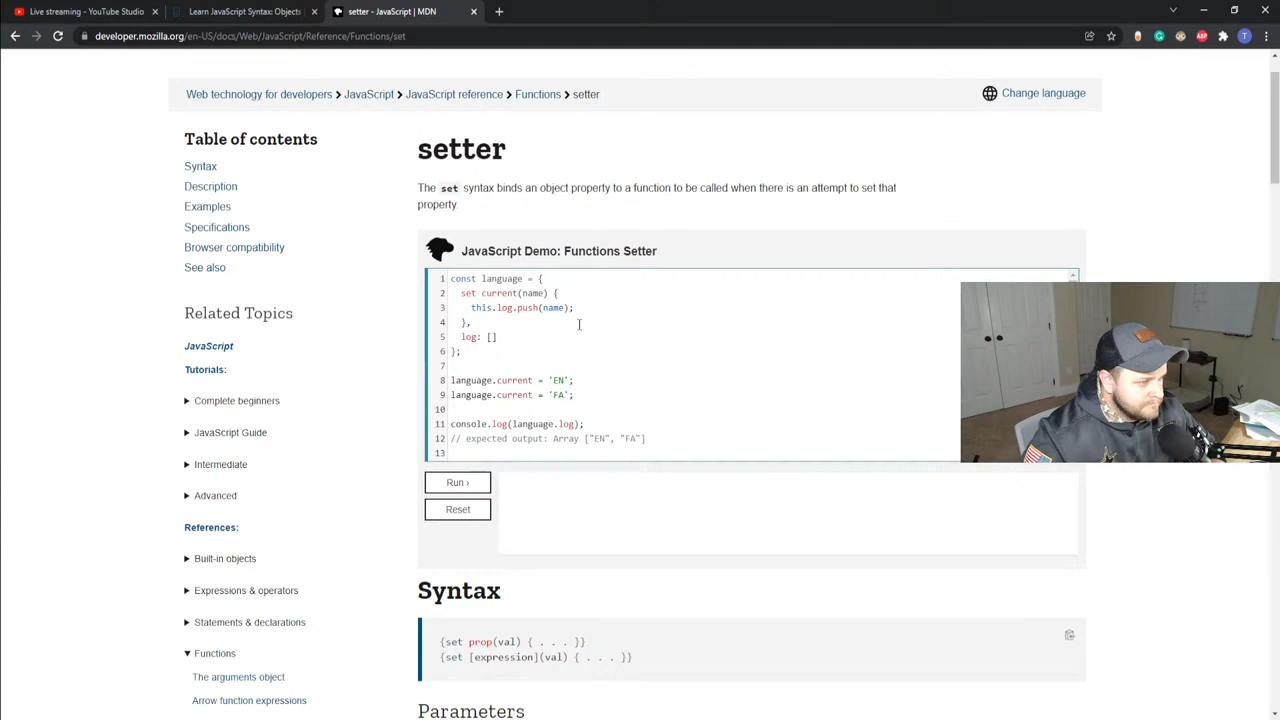 Live streaming - YouTube Studio
Learn JavaScript Syntax: Objects
setter - JavaScript | MDN
developer.mozilla.org/en-US/docs/Web/JavaScript/Reference/Functions/set
ABP
T
Web technology for developers > JavaScript > JavaScript reference > Functions > setter
Change language
Table of contents
Syntax
Description
Examples
Specifications
Browser compatibility
See also
Related Topics
JavaScript
Tutorials:
Complete beginners
JavaScript Guide
Intermediate
Advanced
References:
Built-in objects
Expressions & operators
Statements & declarations
Functions
The arguments object
Arrow function expressions
setter
The set syntax binds an object property to a function to be called when there is an attempt to set that
property.
JavaScript Demo: Functions Setter
1 const language = {
2 set current(name) {
3 this.log.push(name);
4 },
5 log: []
6 };
7
8 language.current = 'EN';
9 language.current = 'FA';
10
11 console.log(language.log);
12 // expected output: Array ["EN", "FA"]
13
Run ›
Reset
Syntax
{set prop(val) { . . . }}
{set [expression](val) { . . . }}
Parameters